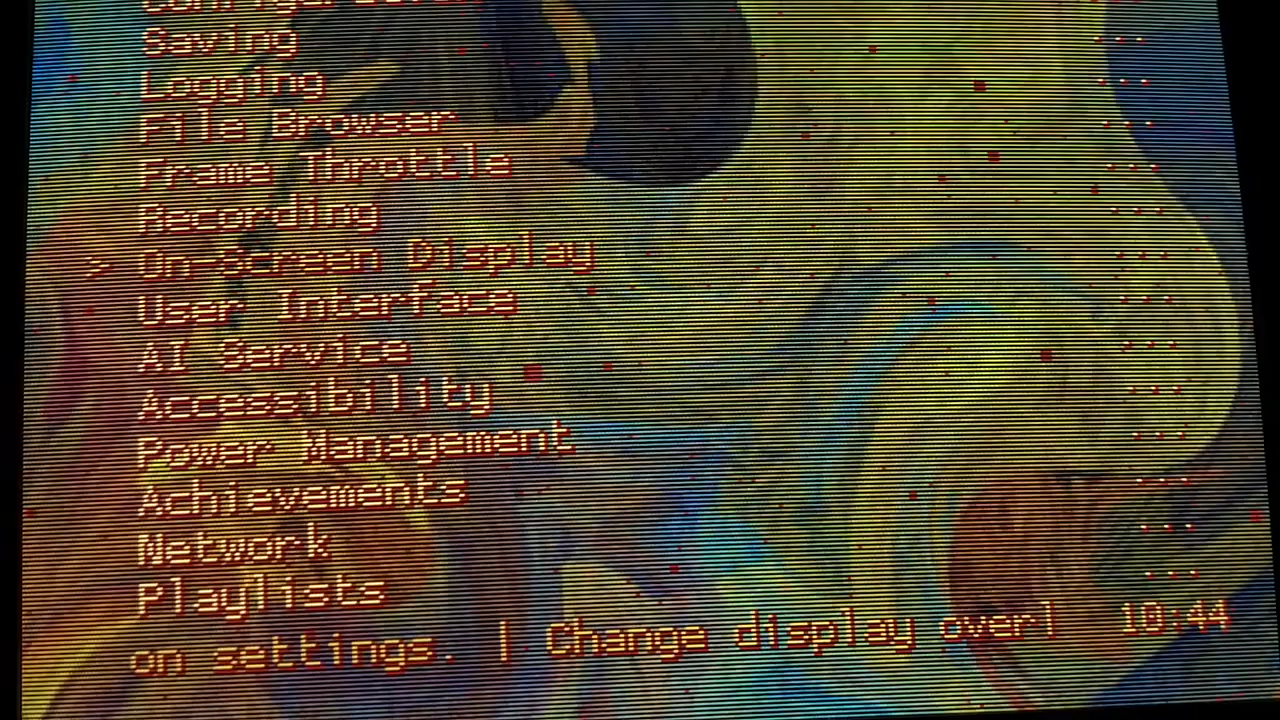 Configuration
Saving ...
Logging ...
File Browser ...
Frame Throttle ...
Recording ...
> On-Screen Display ...
User Interface ...
AI Service ...
Accessibility ...
Power Management ...
Achievements ...
Network ...
Playlists ...
on settings. | Change display overl 10:44